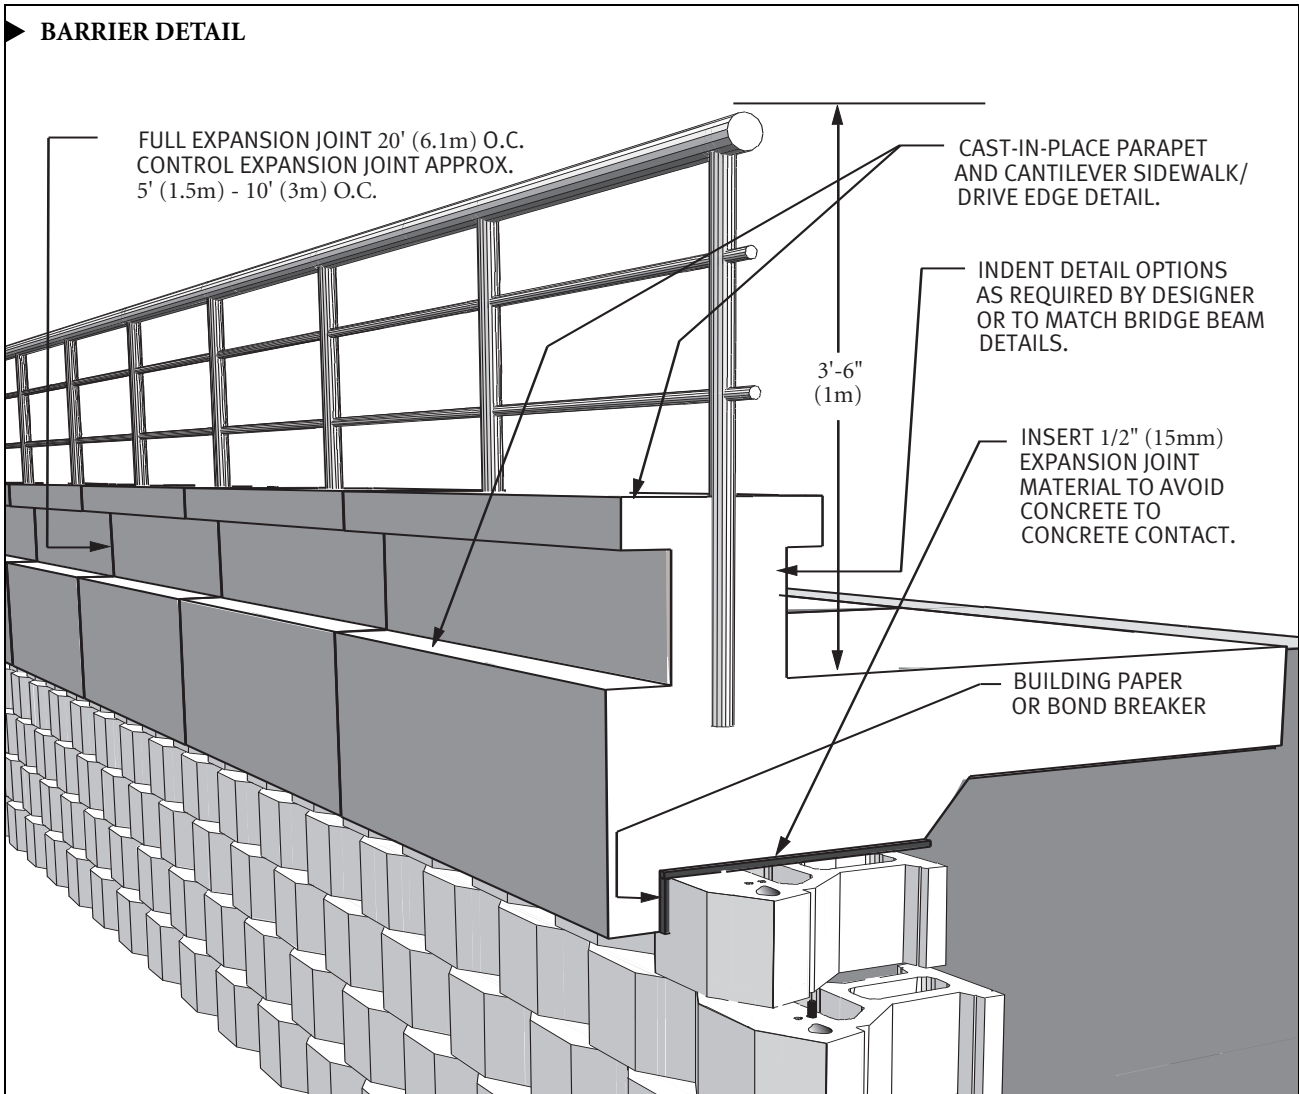 BARRIER DETAIL
FULL EXPANSION JOINT 20' (6.1m) O.C.
CONTROL EXPANSION JOINT APPROX.
5' (1.5m) - 10' (3m) O.C.
CAST-IN-PLACE PARAPET
AND CANTILEVER SIDEWALK/
DRIVE EDGE DETAIL.
INDENT DETAIL OPTIONS
AS REQUIRED BY DESIGNER
OR TO MATCH BRIDGE BEAM
DETAILS.
3'-6"
(1m)
INSERT 1/2" (15mm)
EXPANSION JOINT
MATERIAL TO AVOID
CONCRETE TO
CONCRETE CONTACT.
BUILDING PAPER
OR BOND BREAKER